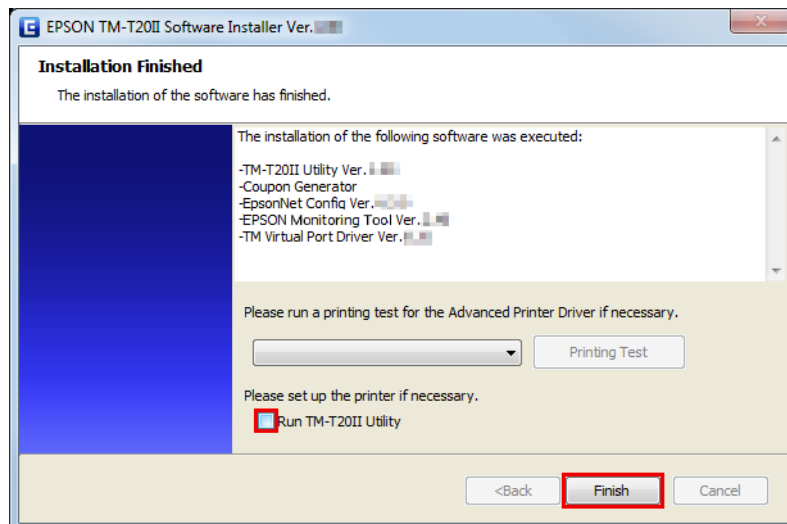 EPSON TM-T20II Software Installer Ver.
Installation Finished
The installation of the software has finished.
The installation of the following software was executed:
-TM-T20II Utility Ver.
-Coupon Generator
-EpsonNet Config Ver.
-EPSON Monitoring Tool Ver.
-TM Virtual Port Driver Ver.
Please run a printing test for the Advanced Printer Driver if necessary.
Printing Test
Please set up the printer if necessary.
Run TM-T20II Utility
<Back
Finish
Cancel